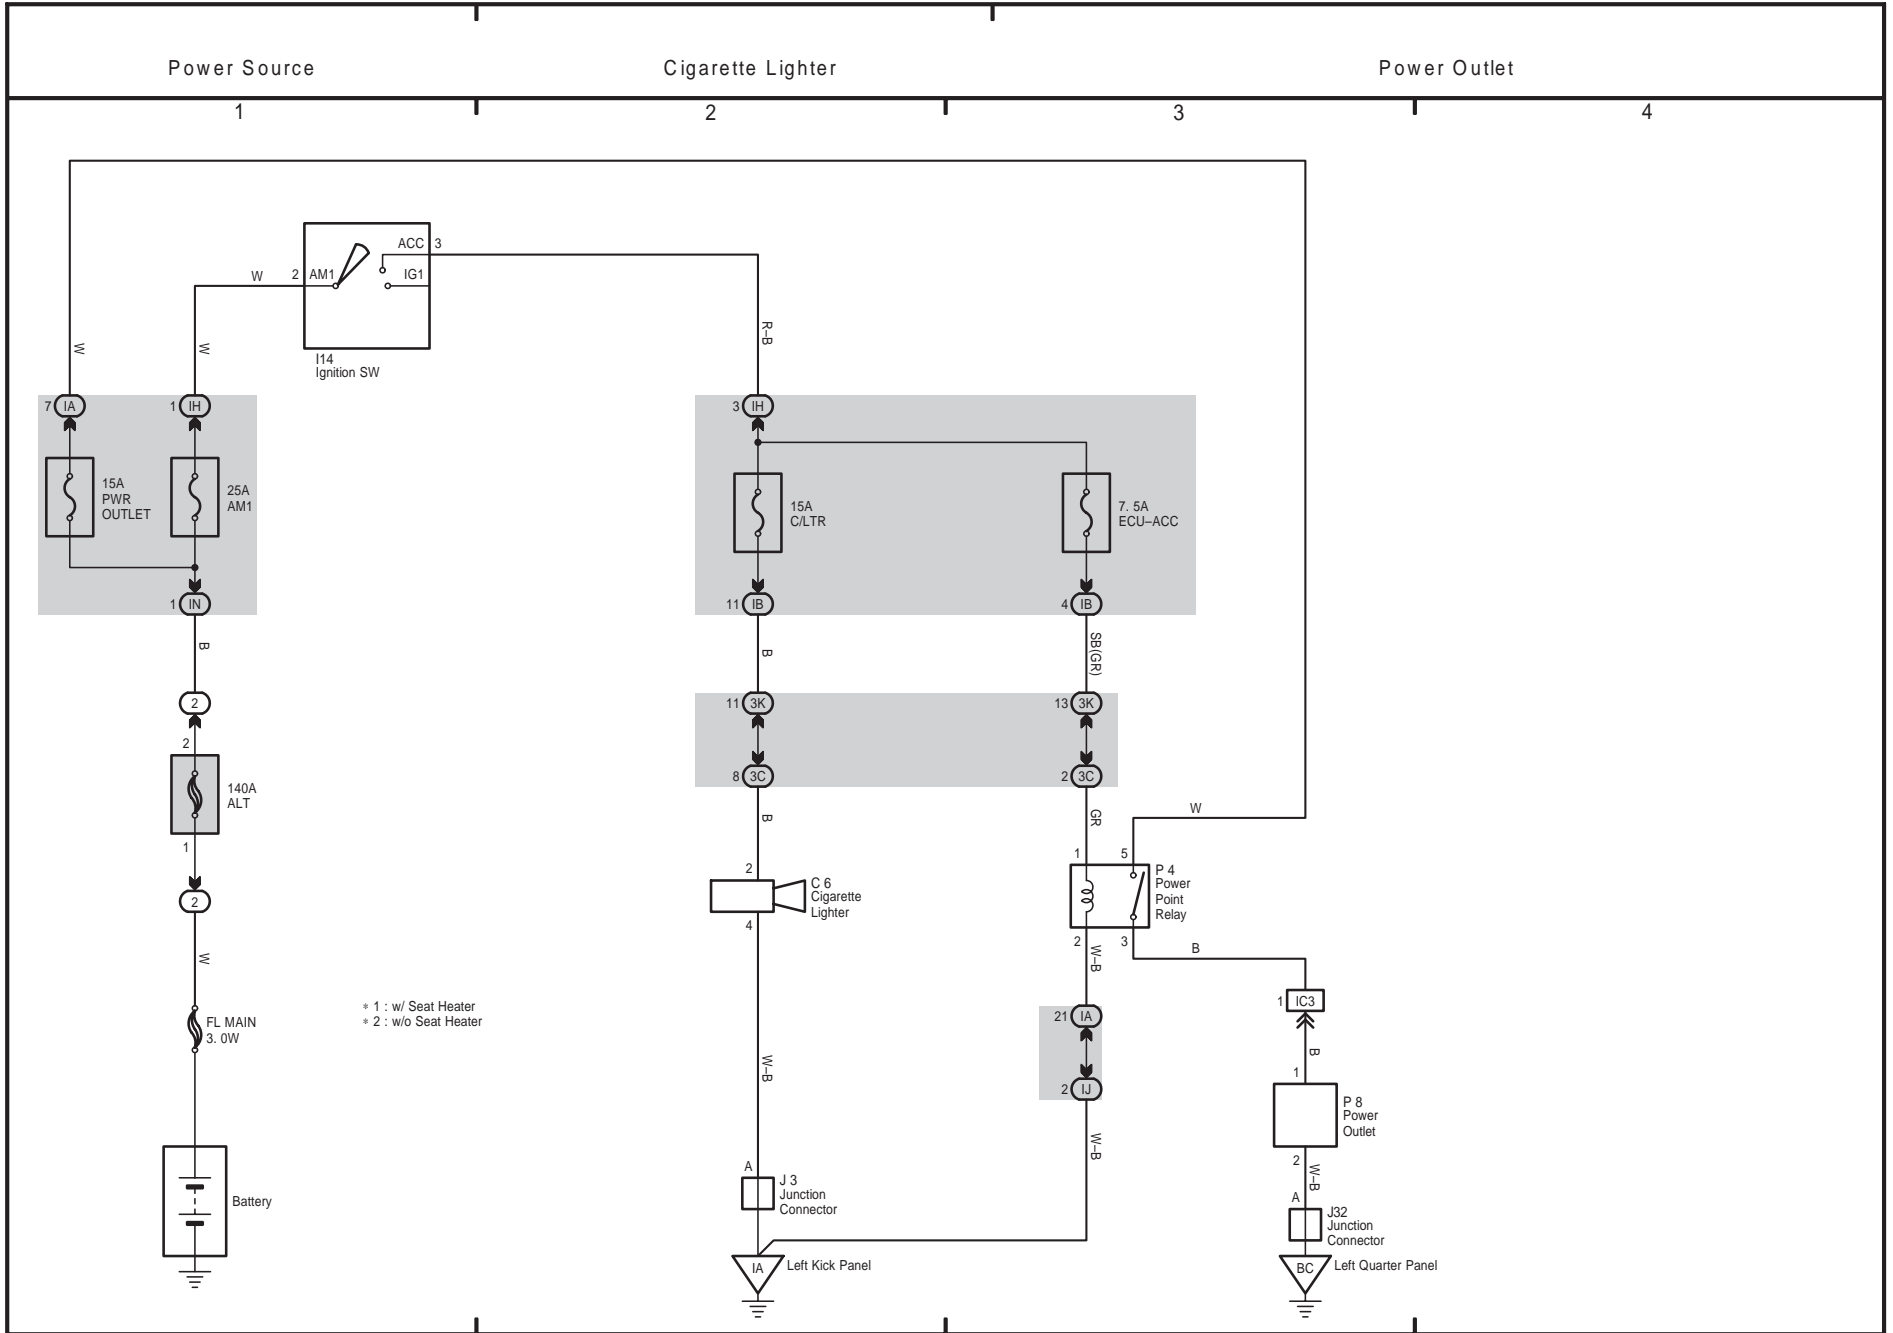 Power Source
Cigarette Lighter
Power Outlet
1
2
3
4
W
W
W
2
AM1
ACC
3
IG1
I14
Ignition SW
R–B
7
IA
1
IH
15A
PWR
OUTLET
25A
AM1
1
IN
B
2
2
140A
ALT
1
2
W
FL MAIN
3. 0W
Battery
* 1 : w/ Seat Heater
* 2 : w/o Seat Heater
3
IH
15A
C/LTR
7. 5A
ECU–ACC
11
IB
4
IB
B
SB(GR)
11
3K
13
3K
8
3C
2
3C
B
GR
W
2
C 6
Cigarette
Lighter
4
1
5
P 4
Power
Point
Relay
2
3
W–B
B
21
IA
2
IJ
1
IC3
B
W–B
W–B
1
P 8
Power
Outlet
2
W–B
A
J 3
Junction
Connector
A
J32
Junction
Connector
IA
Left Kick Panel
BC
Left Quarter Panel